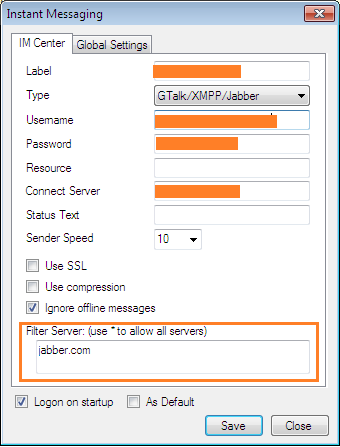 Instant Messaging
IM Center
Global Settings
Label
Type
GTalk/XMPP/Jabber
Username
Password
Resource
Connect Server
Status Text
Sender Speed
10
Use SSL
Use compression
Ignore offline messages
Filter Server: (use * to allow all servers)
jabber.com
Logon on startup
As Default
Save
Close